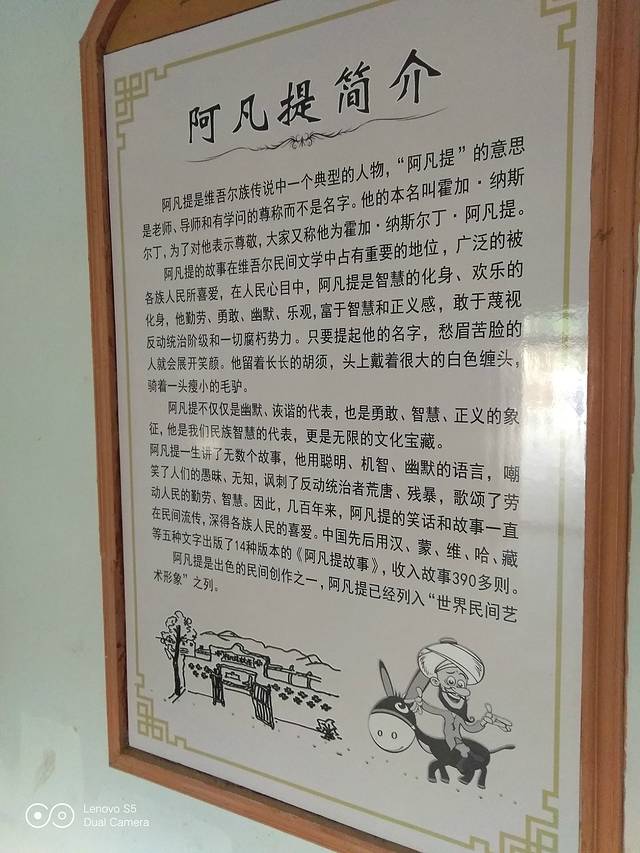 阿凡提简介
阿凡提是维吾尔族传说中一个典型的人物，“阿凡提”的意思
是老师、导师和有学问的尊称而不是名字。他的本名叫霍加·纳斯
尔丁，为了对他表示尊敬，大家又称他为霍加·纳斯尔丁·阿凡提。
阿凡提的故事在维吾尔民间文学中占有重要的地位，广泛的被
各族人民所喜爱，在人民心目中，阿凡提是智慧的化身、欢乐的
化身，他勤劳、勇敢、幽默、乐观，富于智慧和正义感，敢于蔑视
反动统治阶级和一切腐朽势力。只要提起他的名字，愁眉苦脸的
人就会展开笑颜。他留着长长的胡须，头上戴着很大的白色缠头，
骑着一头瘦小的毛驴。
阿凡提不仅仅是幽默、诙谐的代表，也是勇敢、智慧、正义的象
征，他是我们民族智慧的代表，更是无限的文化宝藏。
阿凡提一生讲了无数个故事，他用聪明、机智、幽默的语言，嘲
笑了人们的愚昧、无知，讽刺了反动统治者荒唐、残暴，歌颂了劳
动人民的勤劳、智慧。因此，几百年来，阿凡提的笑话和故事一直
在民间流传，深得各族人民的喜爱。中国先后用汉、蒙、维、哈、藏
等五种文字出版了14种版本的《阿凡提故事》，收入故事390多则。
阿凡提是出色的民间创作之一，阿凡提已经列入“世界民间艺
术形象”之列。
Lenovo S5
Dual Camera